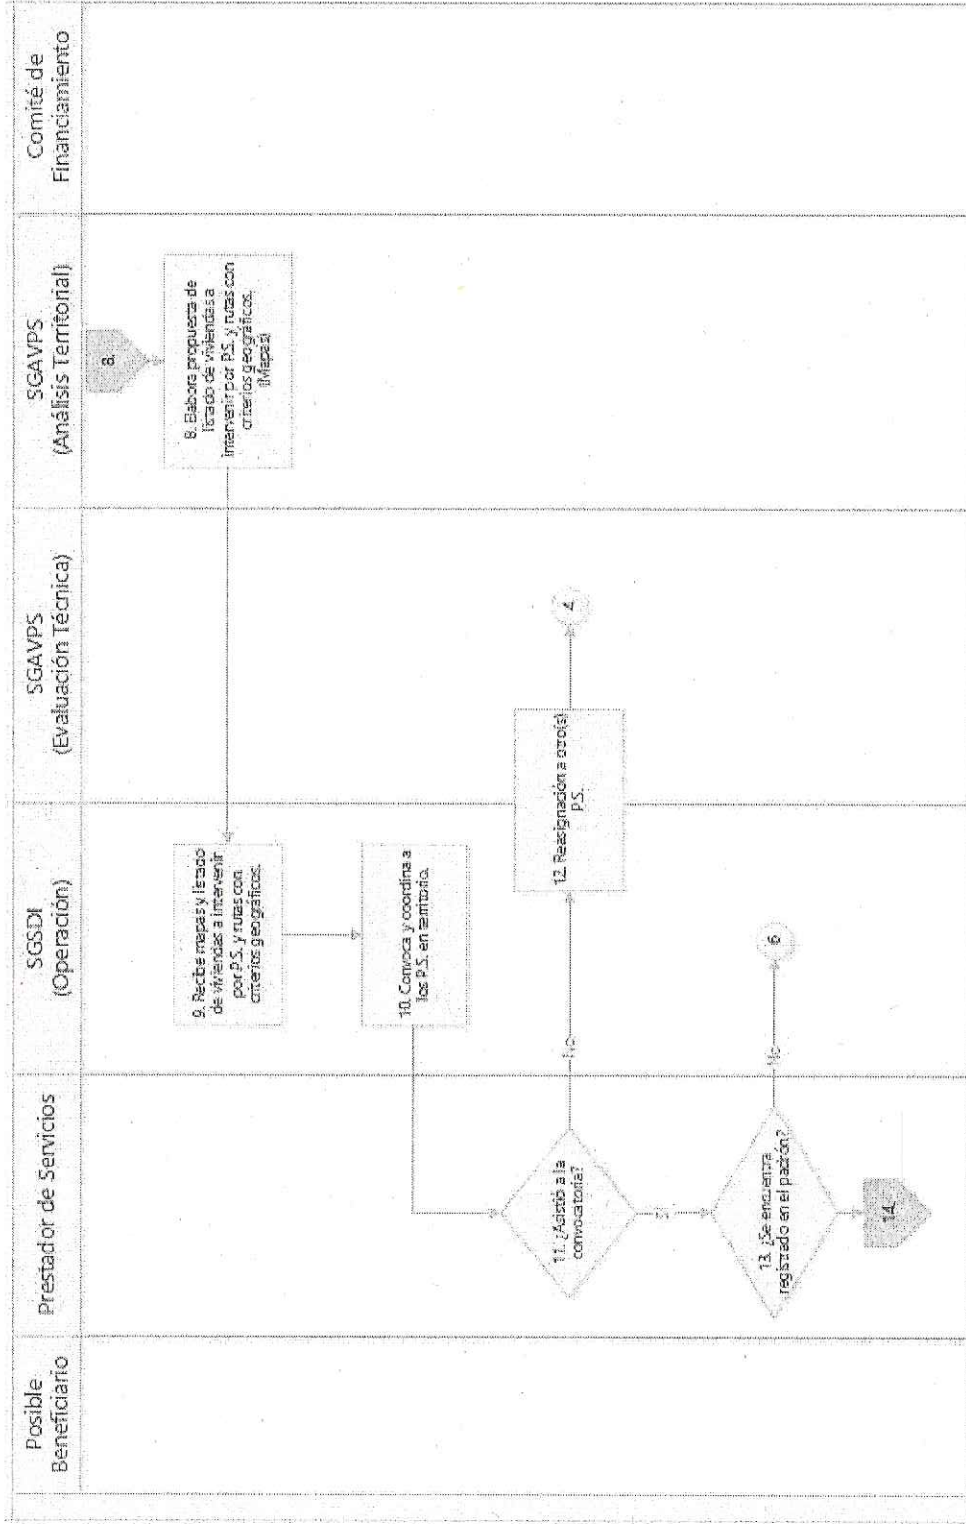 Posible
Beneficiario
Prestador de Servicios
SGSDI
(Operación)
SGAVPS
(Evaluación Técnica)
SGAVPS
(Análisis Territorial)
Comité de
Financiamiento
8.
8. Elabora propuesta de
listado de viviendas a
intervenir por P.S. y rutas con
criterios geográficos.
(Mapas)
9. Recibe mapas y listado
de viviendas a intervenir
por P.S. y rutas con
criterios geográficos.
10. Convoca y coordina a
los P.S. en territorio.
11. ¿Asistió a la
convocatoria?
No
12. Reasignación a otro(s)
P.S.
4
Si
13. ¿Se encuentra
registrado en el padrón?
No
6
14.